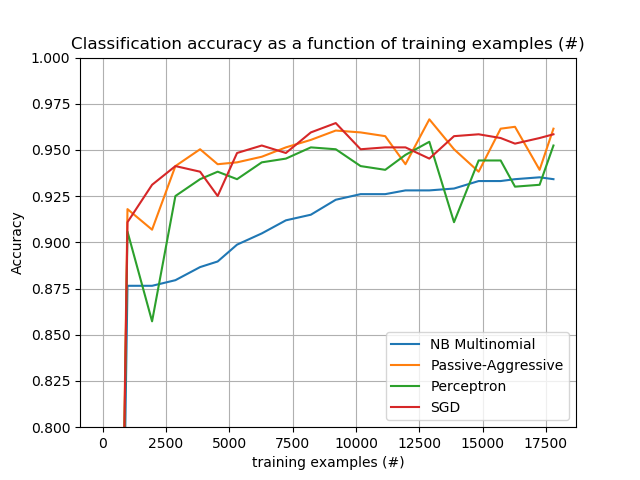 Classification accuracy as a function of training examples (#)
1.000
0.975
0.950
0.925
0.900
0.875
0.850
0.825
0.800
Accuracy
NB Multinomial
Passive-Aggressive
Perceptron
SGD
0 2500 5000 7500 10000 12500 15000 17500
training examples (#)